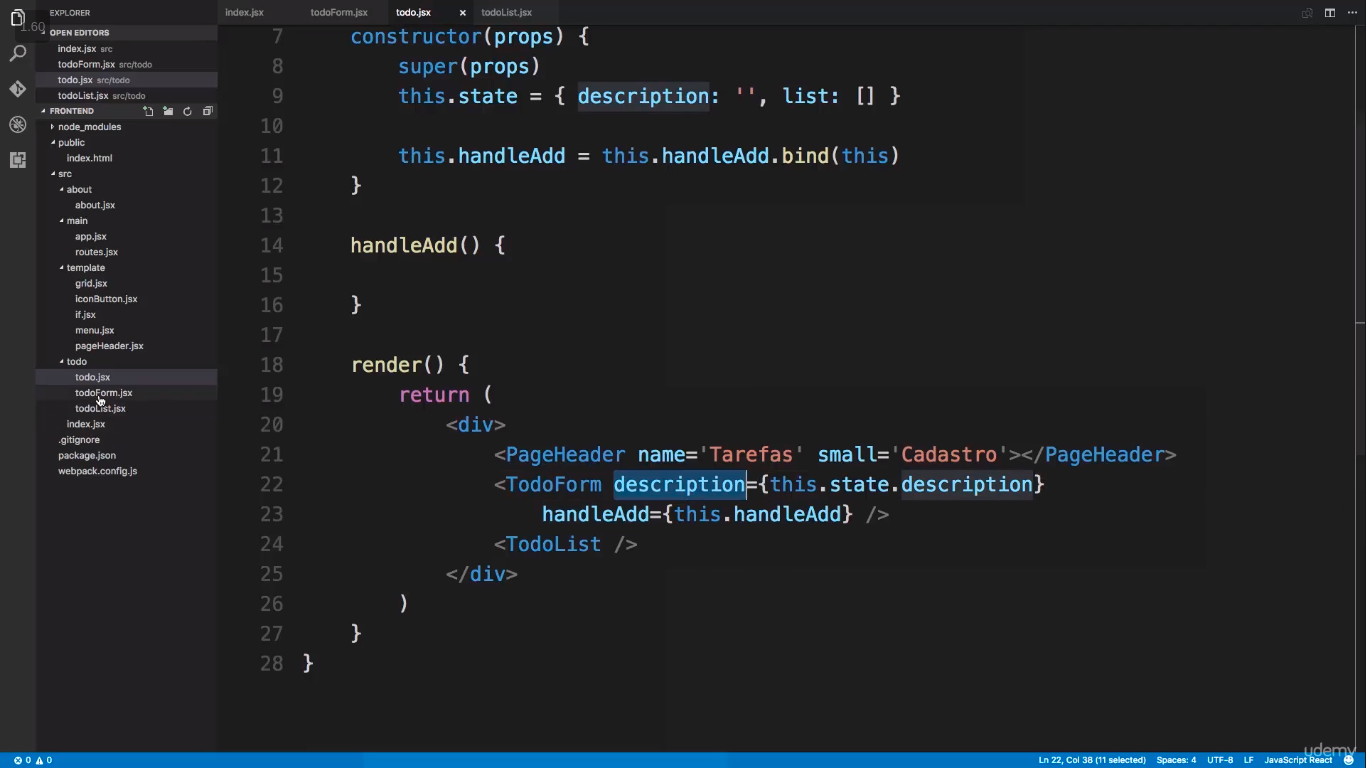 EXPLORER
1.60
OPEN EDITORS
index.jsx src
todoForm.jsx src/todo
todo.jsx src/todo
todoList.jsx src/todo
FRONTEND
node_modules
public
index.html
src
about
about.jsx
main
app.jsx
routes.jsx
template
grid.jsx
iconButton.jsx
if.jsx
menu.jsx
pageHeader.jsx
todo
todo.jsx
todoForm.jsx
todoList.jsx
index.jsx
.gitignore
package.json
webpack.config.js
index.jsx todoForm.jsx todo.jsx × todoList.jsx
7 constructor(props) {
8 super(props)
9 this.state = { description: '', list: [] }
10
11 this.handleAdd = this.handleAdd.bind(this)
12 }
13
14 handleAdd() {
15
16 }
17
18 render() {
19 return (
20 <div>
21 <PageHeader name='Tarefas' small='Cadastro'></PageHeader>
22 <TodoForm description={this.state.description}
23 handleAdd={this.handleAdd} />
24 <TodoList />
25 </div>
26 )
27 }
28 }
udemy
0 0 Ln 22, Col 38 (11 selected) Spaces: 4 UTF-8 LF JavaScript React